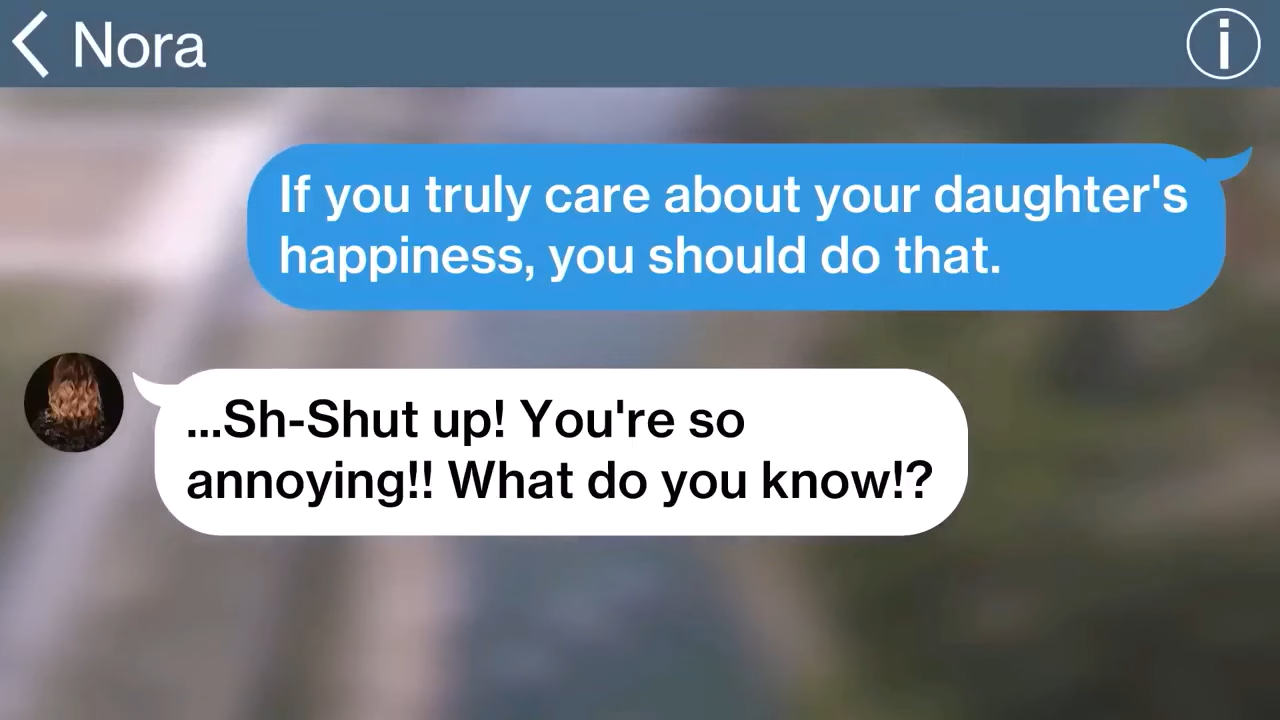 Nora
If you truly care about your daughter's
happiness, you should do that.
...Sh-Shut up! You're so
annoying!! What do you know!?